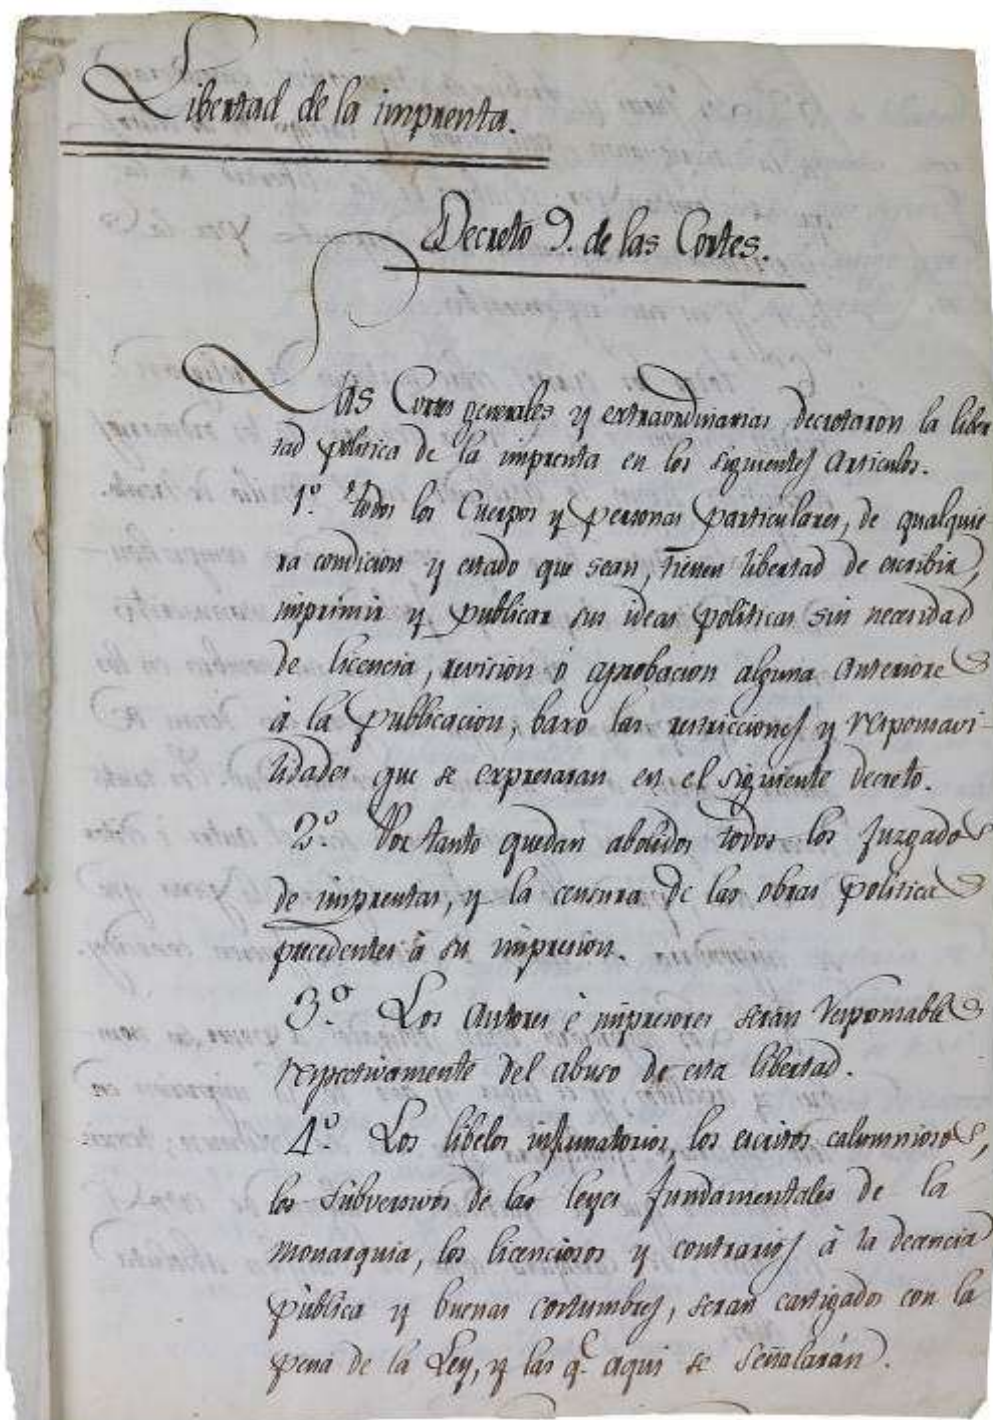 Libertad de la imprenta.
Decreto 9. de las Cortes.
Las Cortes generales y extraordinarias decretaron la liber
tad politica de la imprenta en los siguientes Articulos.
1º. todos los Cuerpos y personas particulares, de qualquie
ra condicion y estado que sean, tienen libertad de escribir,
imprimir y publicar sus ideas politicas sin necesidad
de licencia, revision ó aprobacion alguna anteriores
á la publicacion, baxo las restricciones y responsavi-
lidades que se expresaran en el siguiente decreto.
2º. Por tanto quedan abolidos todos los juzgados
de imprentas, y la censura de las obras politicas
precedentes á su impresion.
3º. Los Autores é impresores serán responsables
respectivamente del abuso de esta libertad.
4º. Los libelos infamatorios, los escritos calumniosos,
los subversivos de las leyes fundamentales de la
monarquia, los licenciosos y contrarios á la decencia
pública y buenas costumbres, seran castigados con la
pena de la Ley, y las q.e aqui se señalarán.